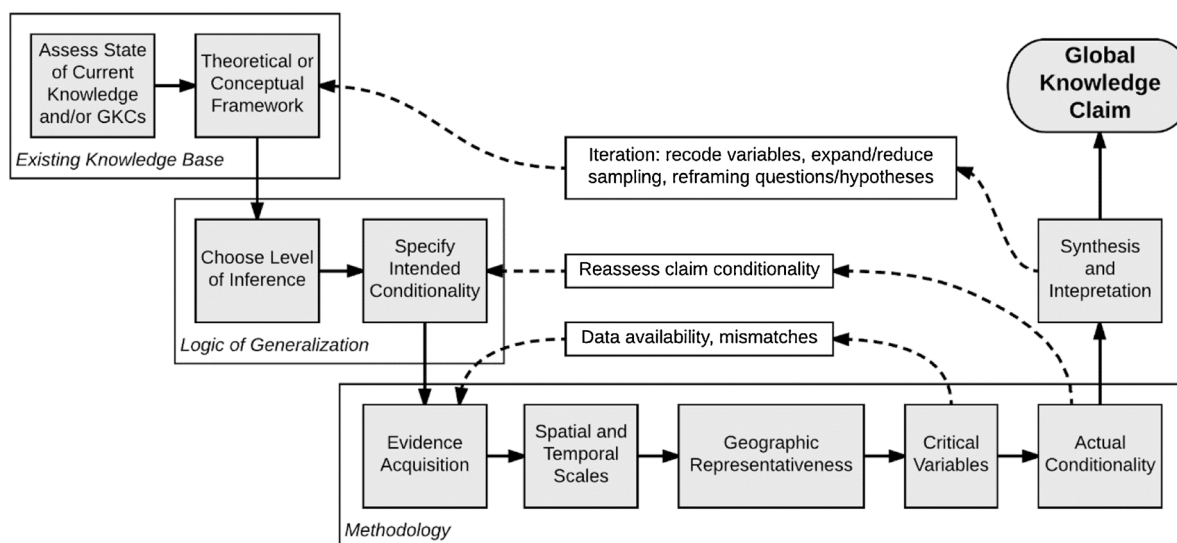 Assess State
of Current
Knowledge
and/or GKCs
Theoretical or
Conceptual
Framework
Existing Knowledge Base
Global
Knowledge
Claim
Iteration: recode variables, expand/reduce
sampling, reframing questions/hypotheses
Choose Level
of Inference
Specify
Intended
Conditionality
Logic of Generalization
Reassess claim conditionality
Data availability, mismatches
Synthesis
and
Intepretation
Evidence
Acquisition
Spatial and
Temporal
Scales
Geographic
Representativeness
Critical
Variables
Actual
Conditionality
Methodology